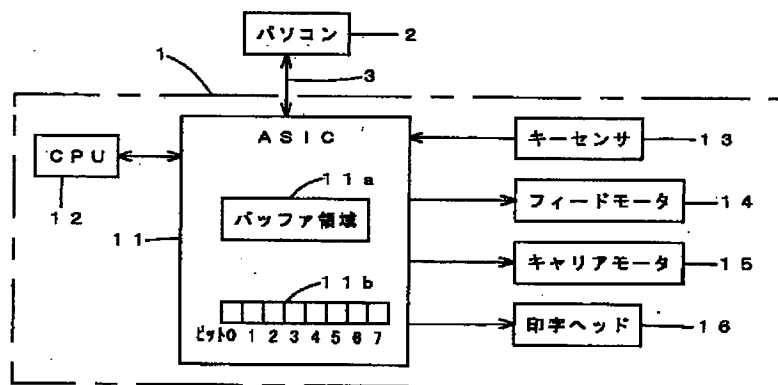 パソコン ２
１
３
ＡＳＩＣ
キーセンサ １３
ＣＰＵ
１２
１１ａ
フィードモータ １４
バッファ領域
１１
キャリアモータ １５
１１ｂ
印字ヘッド １６
ビット0 1 2 3 4 5 6 7